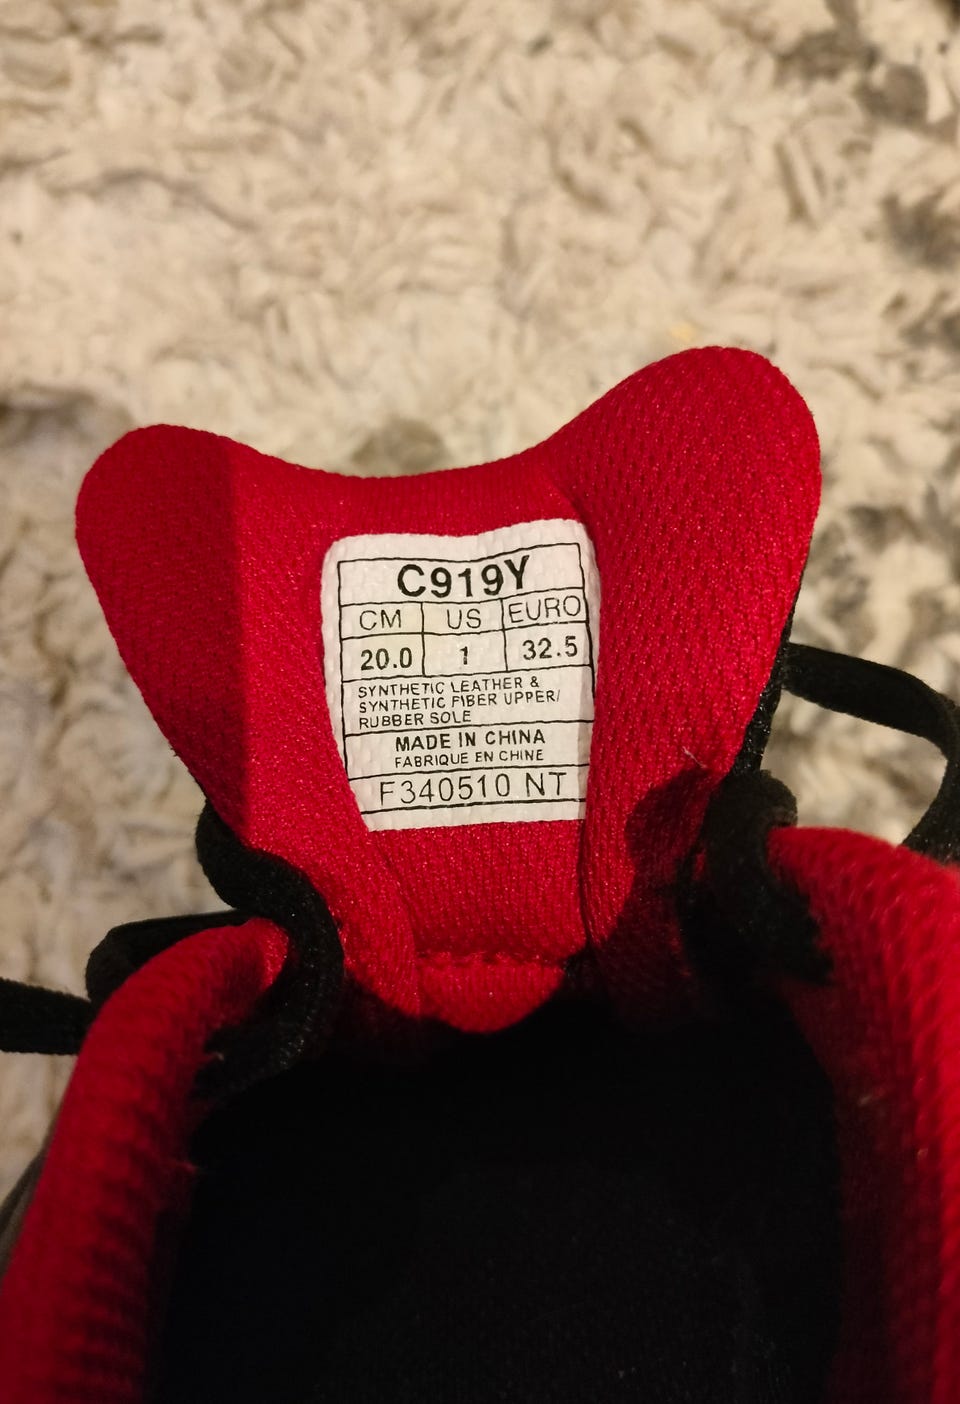 C919Y
CM US EURO
20.0 1 32.5
SYNTHETIC LEATHER &
SYNTHETIC FIBER UPPER/
RUBBER SOLE
MADE IN CHINA
FABRIQUE EN CHINE
F340510 NT